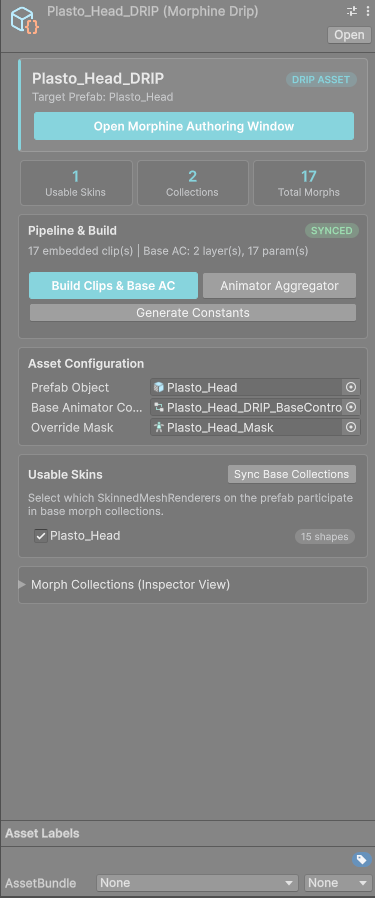 Plasto_Head_DRIP (Morphine Drip)
Open
Plasto_Head_DRIP
DRIP ASSET
Target Prefab: Plasto_Head
Open Morphine Authoring Window
1
Usable Skins
2
Collections
17
Total Morphs
Pipeline & Build
SYNCED
17 embedded clip(s) | Base AC: 2 layer(s), 17 param(s)
Build Clips & Base AC
Animator Aggregator
Generate Constants
Asset Configuration
Prefab Object
Plasto_Head
Base Animator Co...
Plasto_Head_DRIP_BaseContro
Override Mask
Plasto_Head_Mask
Usable Skins
Sync Base Collections
Select which SkinnedMeshRenderers on the prefab participate
in base morph collections.
Plasto_Head
15 shapes
Morph Collections (Inspector View)
Asset Labels
AssetBundle
None
None